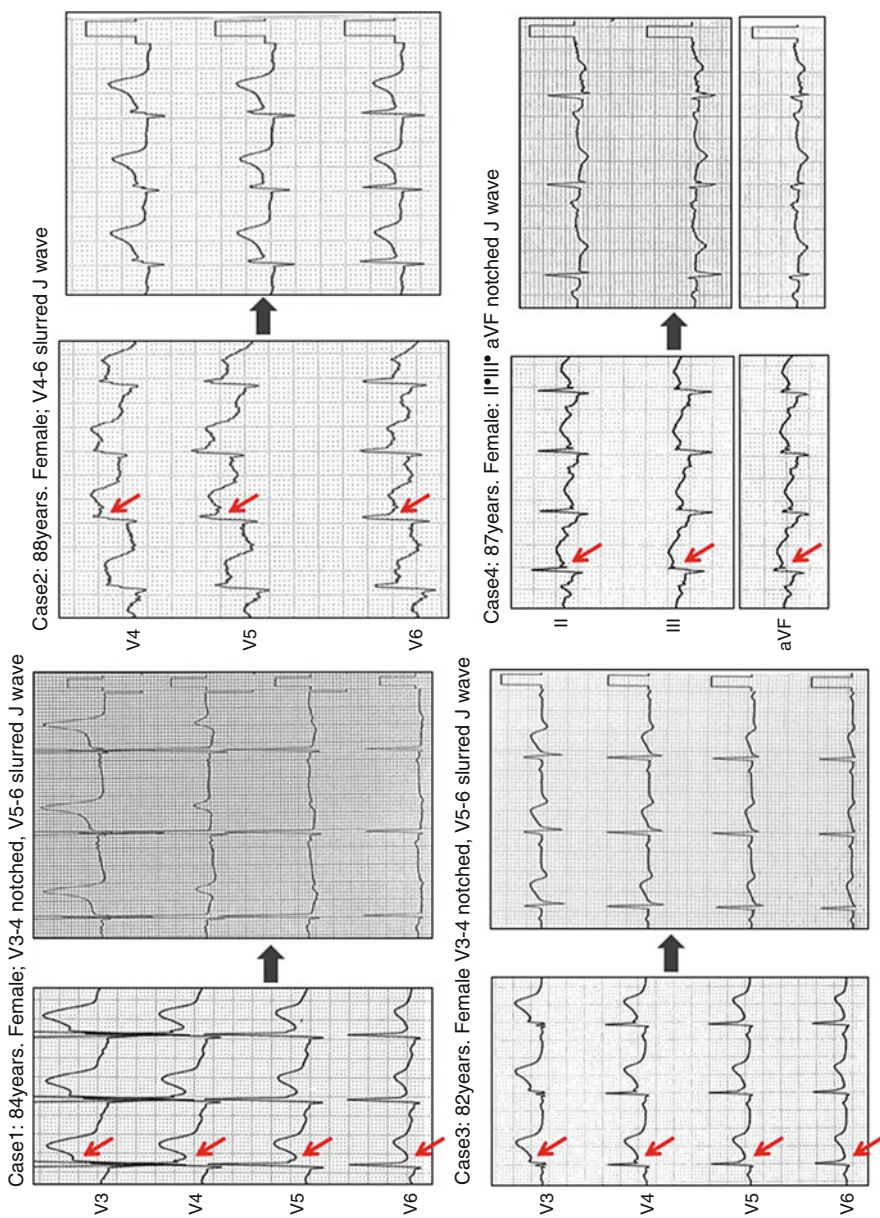 Case1: 84years. Female; V3-4 notched, V5-6 slurred J wave
V3
V4
V5
V6
Case2: 88years. Female; V4-6 slurred J wave
V4
V5
V6
Case3: 82years. Female V3-4 notched, V5-6 slurred J wave
V3
V4
V5
V6
Case4: 87years. Female: II•III• aVF notched J wave
II
III
aVF